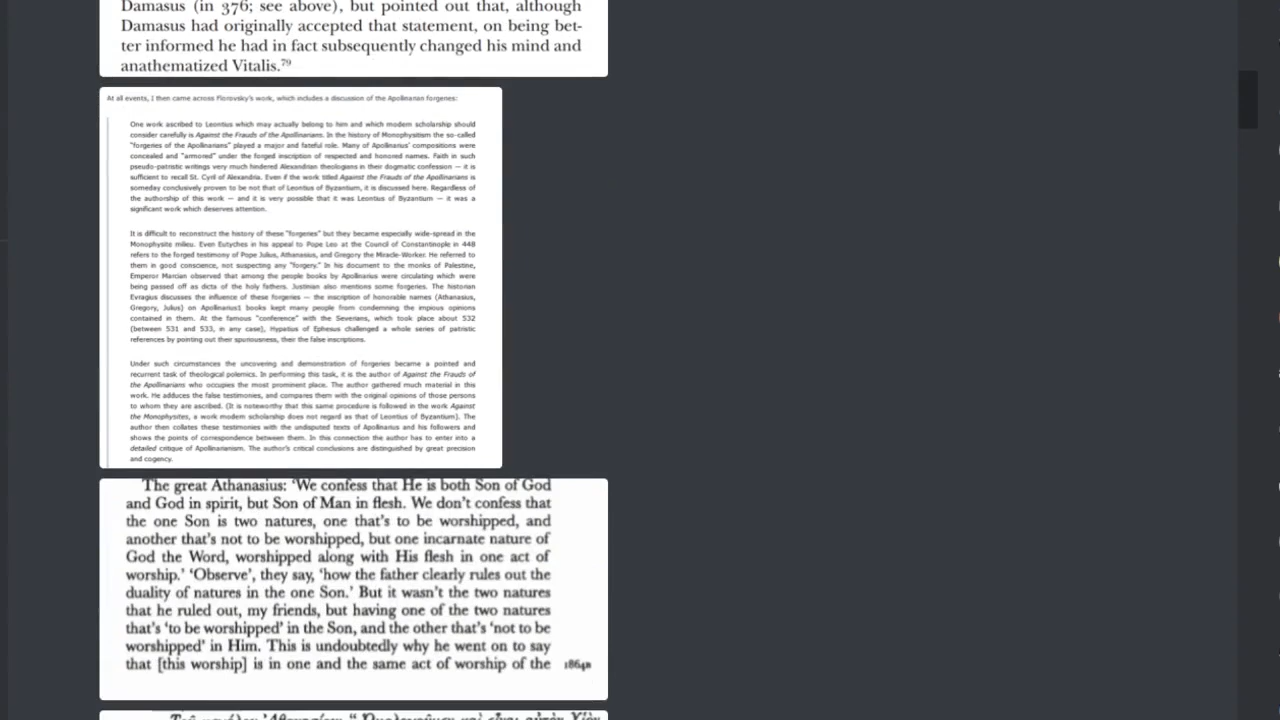 Damasus (in 376; see above), but pointed out that, although
Damasus had originally accepted that statement, on being bet-
ter informed he had in fact subsequently changed his mind and
anathematized Vitalis.⁷⁹
At all events, I then came across Florovsky's work, which includes a discussion of the Apollinarian forgeries:
One work ascribed to Leontius which may actually belong to him and which modem scholarship should
consider carefully is Against the Frauds of the Apollinarians. In the history of Monophysitism the so-called
"forgeries of the Apollinarians" played a major and fateful role. Many of Apollinarius' compositions were
concealed and "armored" under the forged inscription of respected and honored names. Faith in such
pseudo-patristic writings very much hindered Alexandrian theologians in their dogmatic confession — it is
sufficient to recall St. Cyril of Alexandria. Even if the work titled Against the Frauds of the Apollinarians is
someday conclusively proven to be not that of Leontius of Byzantium, it is discussed here. Regardless of
the authorship of this work — and it is very possible that it was Leontius of Byzantium — it was a
significant work which deserves attention.
It is difficult to reconstruct the history of these "forgeries" but they became especially wide-spread in the
Monophysite milieu. Even Eutyches in his appeal to Pope Leo at the Council of Constantinople in 448
refers to the forged testimony of Pope Julus, Athanasius, and Gregory the Miracle-Worker. He referred to
them in good conscience, not suspecting any "forgery." In his document to the monks of Palestine,
Emperor Marcian observed that among the people books by Apollinarius were circulating which were
being passed off as dicta of the holy fathers. Justinian also mentions some forgeries. The historian
Evragius discusses the influence of these forgeries — the inscription of honorable names (Athanasius,
Gregory, Julus) on Apollinarius1 books kept many people from condemning the impious opinions
contained in them. At the famous "conference" with the Severians, which took place about 532
(between 531 and 533, in any case), Hypatius of Ephesus challenged a whole series of patristic
references by pointing out their spuriousness, their the false inscriptions.
Under such circumstances the uncovering and demonstration of forgeries became a pointed and
recurrent task of theological polemics. In performing this task, it is the author of Against the Frauds of
the Apollinarians who occupies the most prominent place. The author gathered much material in this
work. He adduces the false testimonies, and compares them with the original opinions of those persons
to whom they are ascribed. (It is noteworthy that this same procedure is followed in the work Against
the Monophysites, a work modem scholarship does not regard as that of Leontius of Byzantium). The
author then collates these testimonies with the undisputed texts of Apollinarius and his followers and
shows the points of correspondence between them. In this connection the author has to enter into a
detailed critique of Apollinarianism. The author's critical conclusions are distinguished by great precision
and cogency.
The great Athanasius: 'We confess that He is both Son of God
and God in spirit, but Son of Man in flesh. We don't confess that
the one Son is two natures, one that's to be worshipped, and
another that's not to be worshipped, but one incarnate nature of
God the Word, worshipped along with His flesh in one act of
worship.' 'Observe', they say, 'how the father clearly rules out the
duality of natures in the one Son.' But it wasn't the two natures
that he ruled out, my friends, but having one of the two natures
that's 'to be worshipped' in the Son, and the other that's 'not to be
worshipped' in Him. This is undoubtedly why he went on to say
that [this worship] is in one and the same act of worship of the 1864B